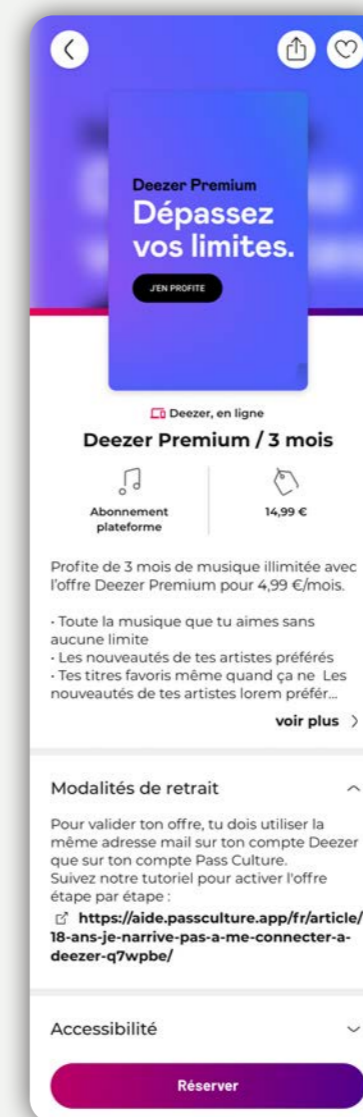 Deezer Premium
Dépassez
vos limites.
J'EN PROFITE
Deezer, en ligne
Deezer Premium / 3 mois
Abonnement
plateforme
14,99 €
Profite de 3 mois de musique illimitée avec
l'offre Deezer Premium pour 4,99 €/mois.
• Toute la musique que tu aimes sans
aucune limite
• Les nouveautés de tes artistes préférés
• Tes titres favoris même quand ça ne Les
nouveautés de tes artistes lorem préfér...
voir plus
Modalités de retrait
Pour valider ton offre, tu dois utiliser la
même adresse mail sur ton compte Deezer
que sur ton compte Pass Culture.
Suivez notre tutoriel pour activer l'offre
étape par étape :
https://aide.passculture.app/fr/article/
18-ans-je-narrive-pas-a-me-connecter-a-
deezer-q7wpbe/
Accessibilité
Réserver